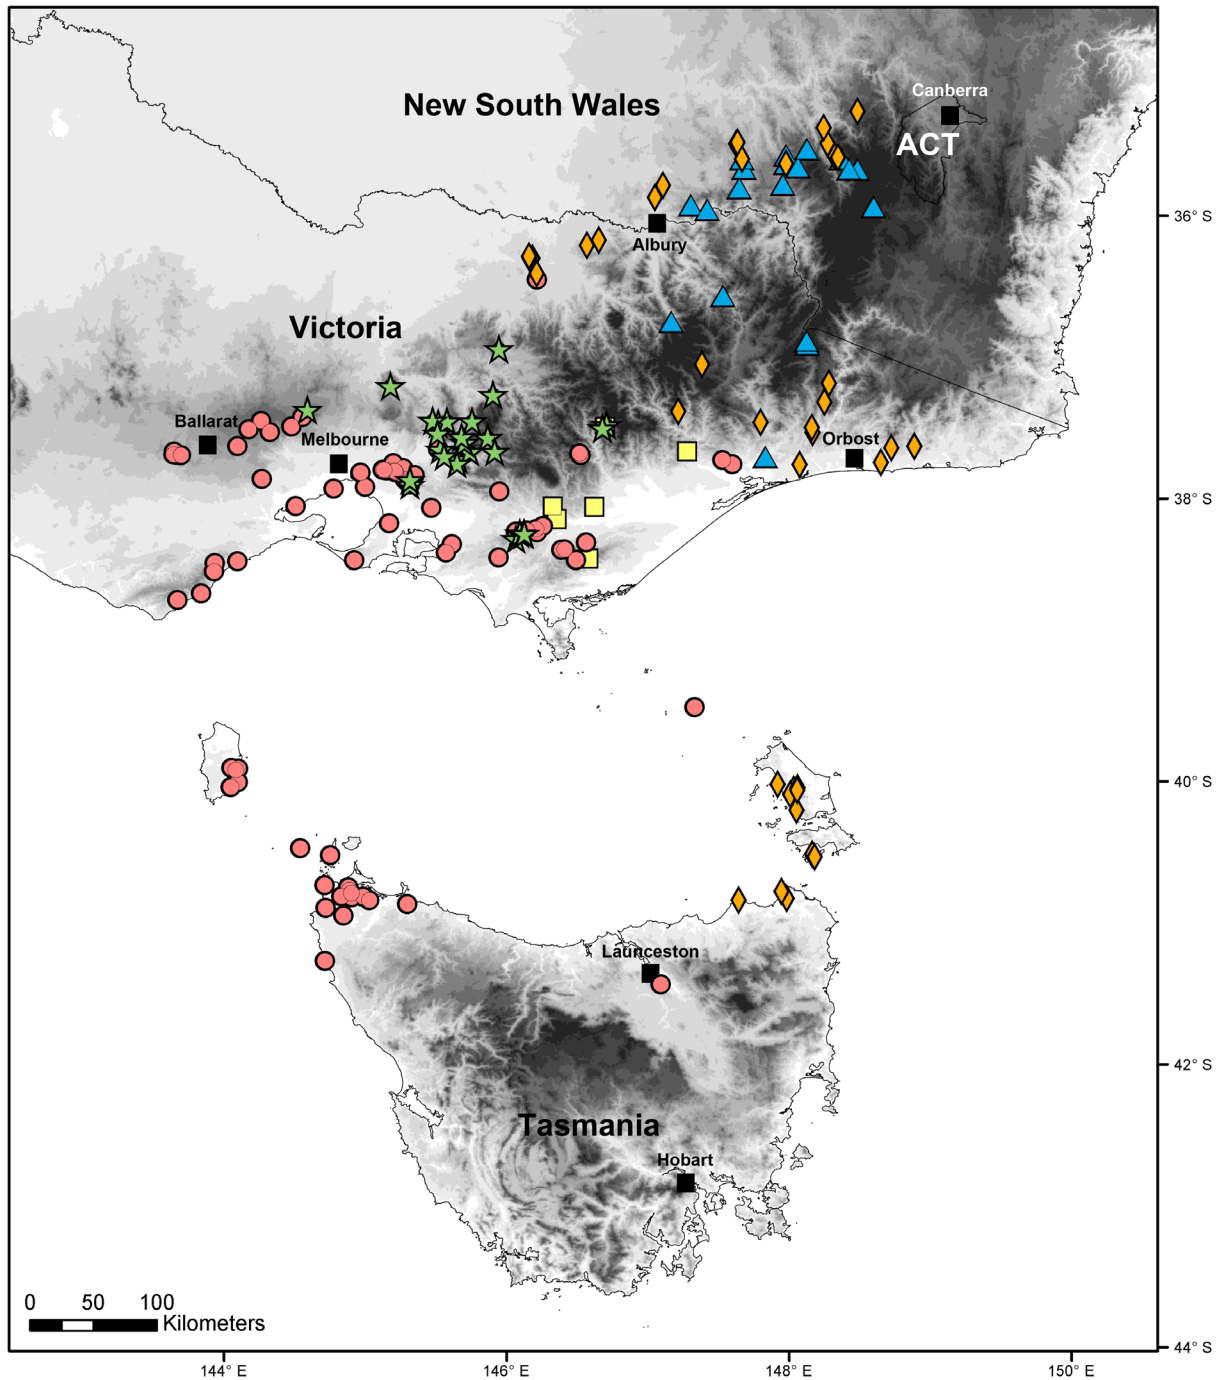 Canberra
New South Wales
ACT
36° S
Albury
Victoria
Ballarat
Melbourne
Orbost
38° S
40° S
Launceston
42° S
Tasmania
Hobart
0 50 100
Kilometers
44° S
144° E 146° E 148° E 150° E